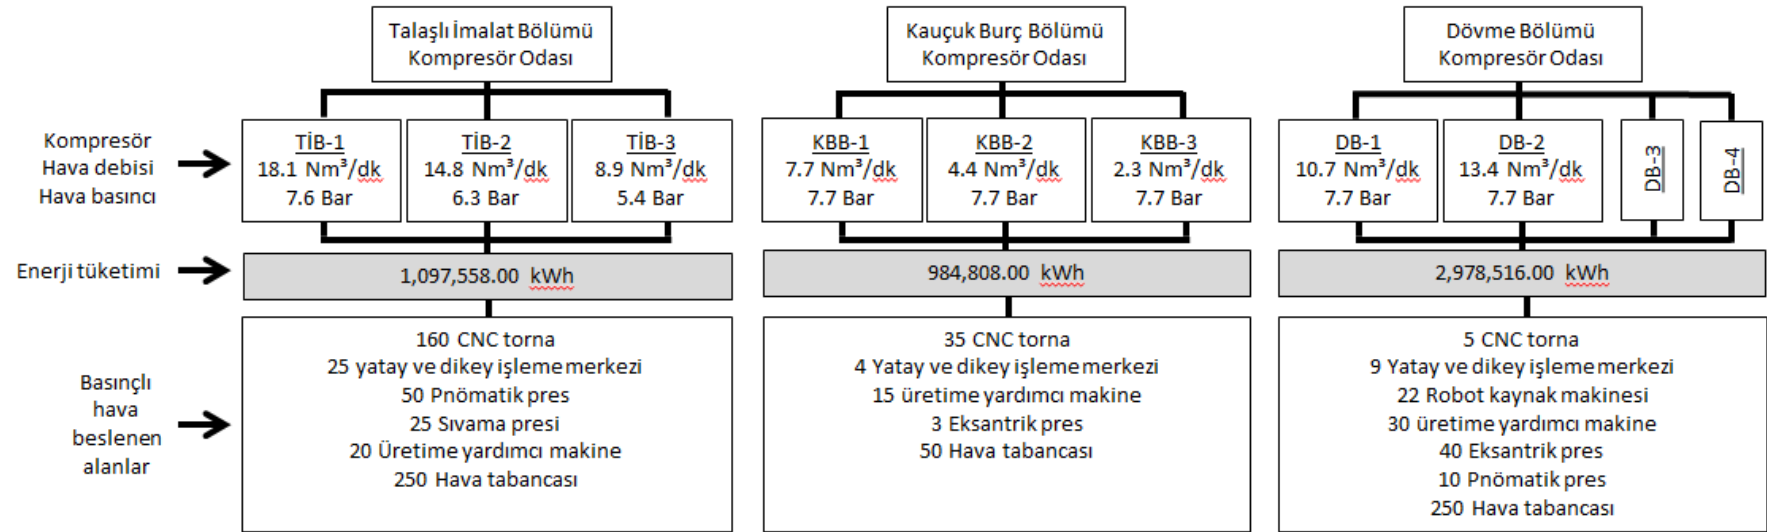 Talaşlı İmalat Bölümü
Kompresör Odası
Kauçuk Burç Bölümü
Kompresör Odası
Dövme Bölümü
Kompresör Odası
Kompresör
Hava debisi
Hava basıncı
TİB-1
18.1 Nm³/dk
7.6 Bar
TİB-2
14.8 Nm³/dk
6.3 Bar
TİB-3
8.9 Nm³/dk
5.4 Bar
KBB-1
7.7 Nm³/dk
7.7 Bar
KBB-2
4.4 Nm³/dk
7.7 Bar
KBB-3
2.3 Nm³/dk
7.7 Bar
DB-1
10.7 Nm³/dk
7.7 Bar
DB-2
13.4 Nm³/dk
7.7 Bar
DB-3
DB-4
Enerji tüketimi
1,097,558.00 kWh
984,808.00 kWh
2,978,516.00 kWh
Basınçlı
hava
beslenen
alanlar
160 CNC torna
25 yatay ve dikey işleme merkezi
50 Pnömatik pres
25 Sıvama presi
20 Üretime yardımcı makine
250 Hava tabancası
35 CNC torna
4 Yatay ve dikey işleme merkezi
15 üretime yardımcı makine
3 Eksantrik pres
50 Hava tabancası
5 CNC torna
9 Yatay ve dikey işleme merkezi
22 Robot kaynak makinesi
30 üretime yardımcı makine
40 Eksantrik pres
10 Pnömatik pres
250 Hava tabancası